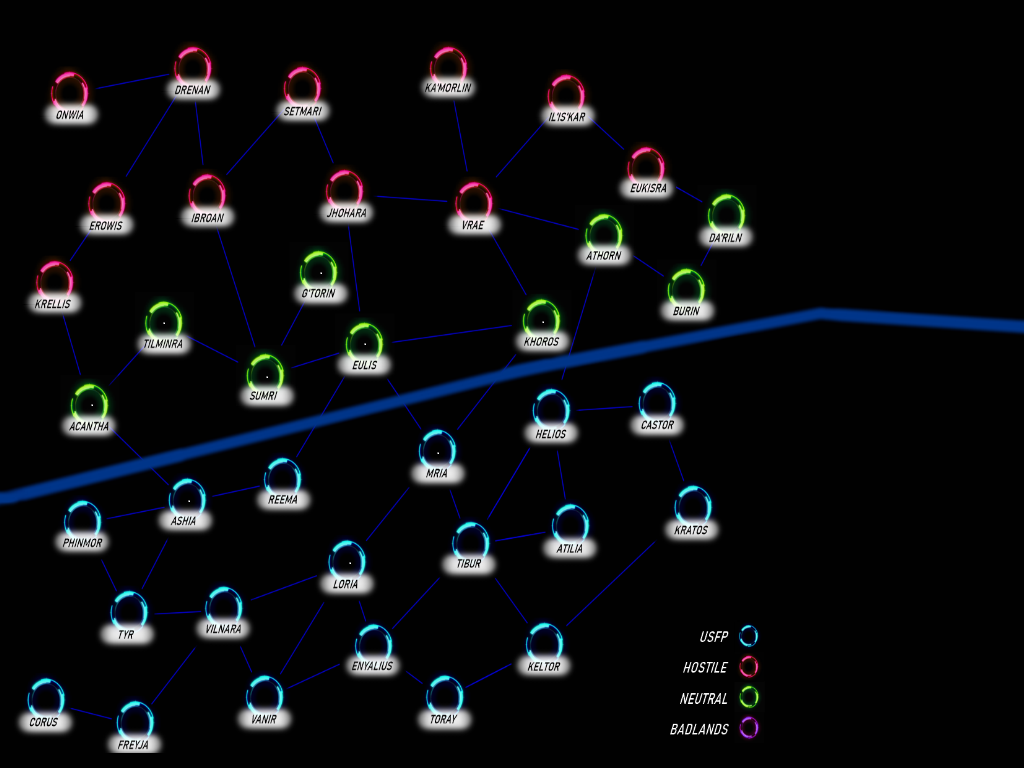 KA'MORLIN
DRENAN
SETMARI
ONWIA
IL'IS'KAR
EUKISRA
JHOHARA
IBROAN
EROWIS
VRAE
DA'RILN
ATHORN
G'TORIN
KRELLIS
BURIN
TILMINRA
KHOROS
EULIS
SUMRI
ACANTHA
CASTOR
HELIOS
MRIA
REEMA
ASHIA
KRATOS
PHINMOR
ATILIA
TIBUR
LORIA
VILNARA
TYR
USFP
ENYALIUS
KELTOR
HOSTILE
NEUTRAL
CORUS
VANIR
TORAY
BADLANDS
FREYJA